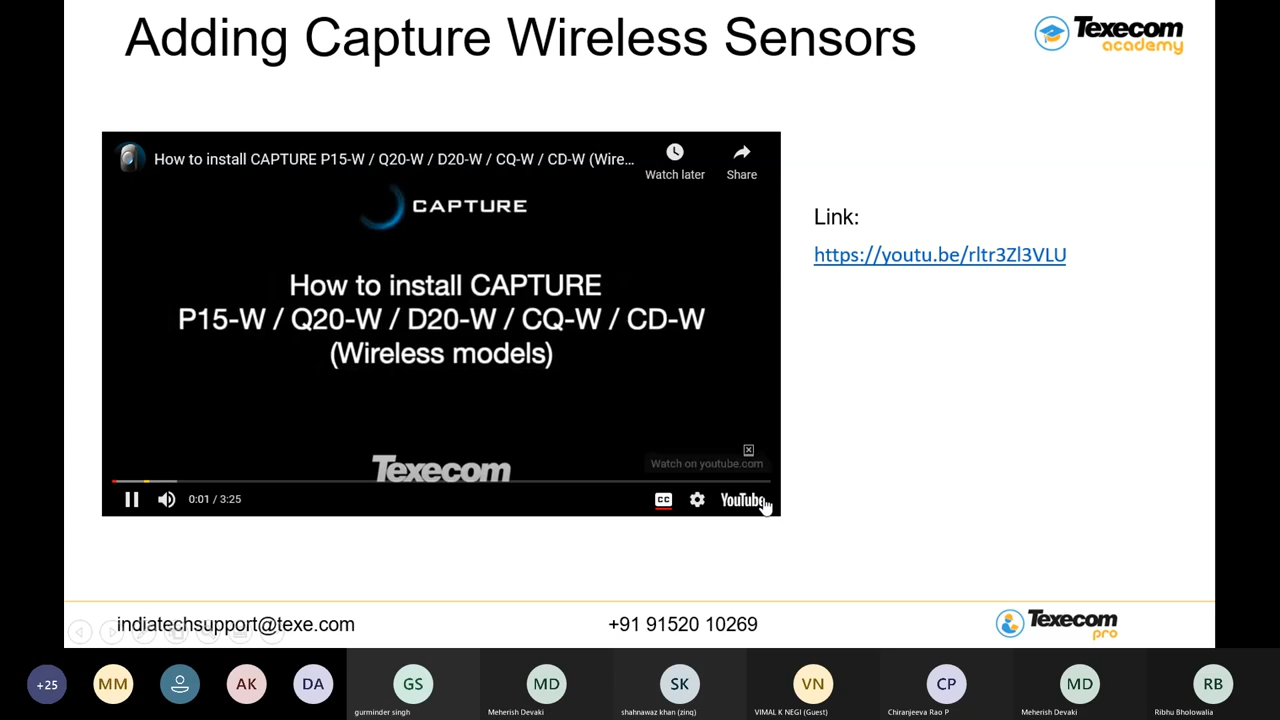 Adding Capture Wireless Sensors
Texecom
academy
How to install CAPTURE P15-W / Q20-W / D20-W / CQ-W / CD-W (Wire...
Watch later
Share
CAPTURE
How to install CAPTURE
P15-W / Q20-W / D20-W / CQ-W / CD-W
(Wireless models)
Texecom
Watch on youtube.com
0:01 / 3:25
CC
YouTube
Link:
https://youtu.be/rltr3Zl3VLU
indiatechsupport@texe.com
+91 91520 10269
Texecom
pro
+25
MM
AK
DA
GS
MD
SK
VN
CP
MD
RB
gurminder singh
Meherish Devaki
shahnawaz khan (zinq)
VIMAL K NEGI (Guest)
Chiranjeeva Rao P
Meherish Devaki
Ribhu Bholowalia